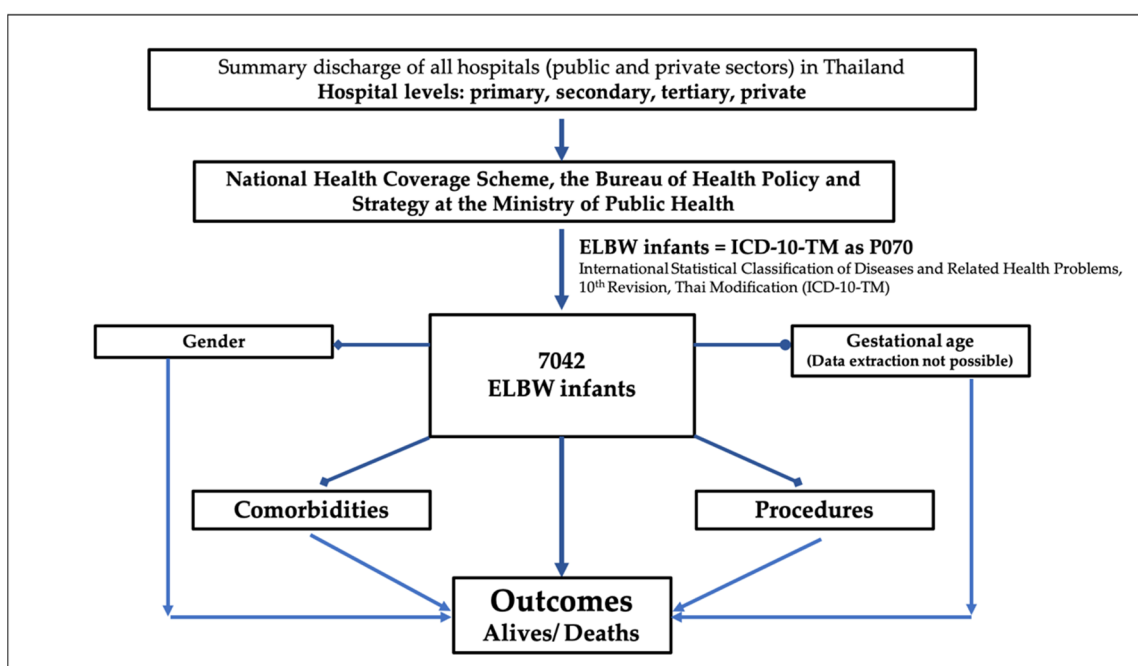 Summary discharge of all hospitals (public and private sectors) in Thailand
Hospital levels: primary, secondary, tertiary, private
National Health Coverage Scheme, the Bureau of Health Policy and
Strategy at the Ministry of Public Health
ELBW infants = ICD-10-TM as P070
International Statistical Classification of Diseases and Related Health Problems,
10th Revision, Thai Modification (ICD-10-TM)
Gender
7042
ELBW infants
Gestational age
(Data extraction not possible)
Comorbidities
Procedures
Outcomes
Alives/ Deaths